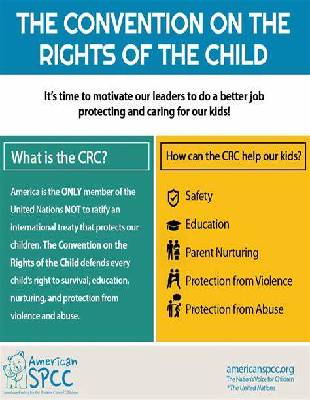 THE CONVENTION ON THE
RIGHTS OF THE CHILD
It's time to motivate our leaders to do a better job
protecting and caring for our kids!
What is the CRC?
America is the ONLY member of the
United Nations NOT to ratify an
international treaty that protects our
children. The Convention on the
Rights of the Child defends every
child's right to survival; education,
nurturing, and protection from
violence and abuse.
How can the CRC help our kids?
Safety
Education
Parent Nurturing
Protection from Violence
Protection from Abuse
American
SPCC
americanspcc.org
The Nation's Voice for Children
*The United Nations